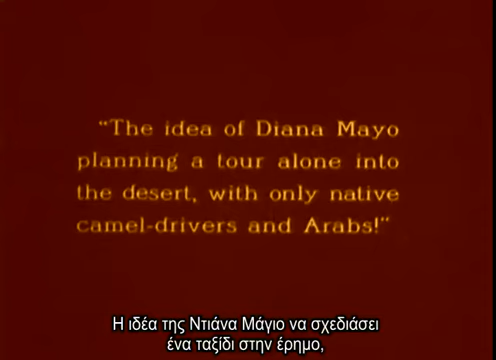 "The idea of Diana Mayo
planning a tour alone into
the desert, with only native
camel-drivers and Arabs!"
Η ιδέα της Ντιάνα Μάγιο να σχεδιάσει
ένα ταξίδι στην έρημο,